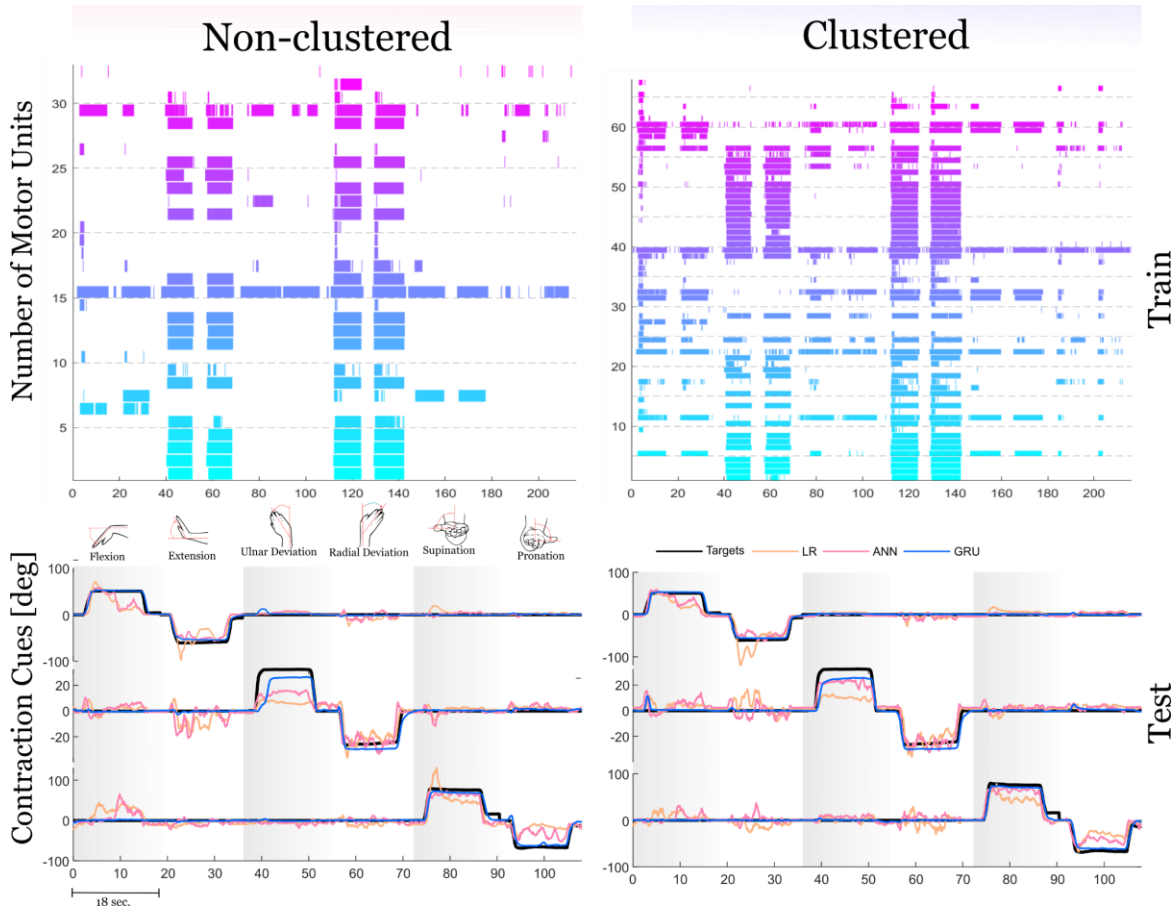 Non-clustered
Clustered
Number of Motor Units
30
25
20
15
10
5
0 20 40 60 80 100 120 140 160 180 200
60
50
40
30
20
10
0 20 40 60 80 100 120 140 160 180 200
Train
Flexion
Extension
Ulnar Deviation
Radial Deviation
Supination
Pronation
Targets LR ANN GRU
Contraction Cues [deg]
100
0
-100
20
0
-20
100
0
-100
0 10 20 30 40 50 60 70 80 90 100
18 sec.
100
0
-100
20
0
-20
100
0
-100
0 10 20 30 40 50 60 70 80 90 100
Test